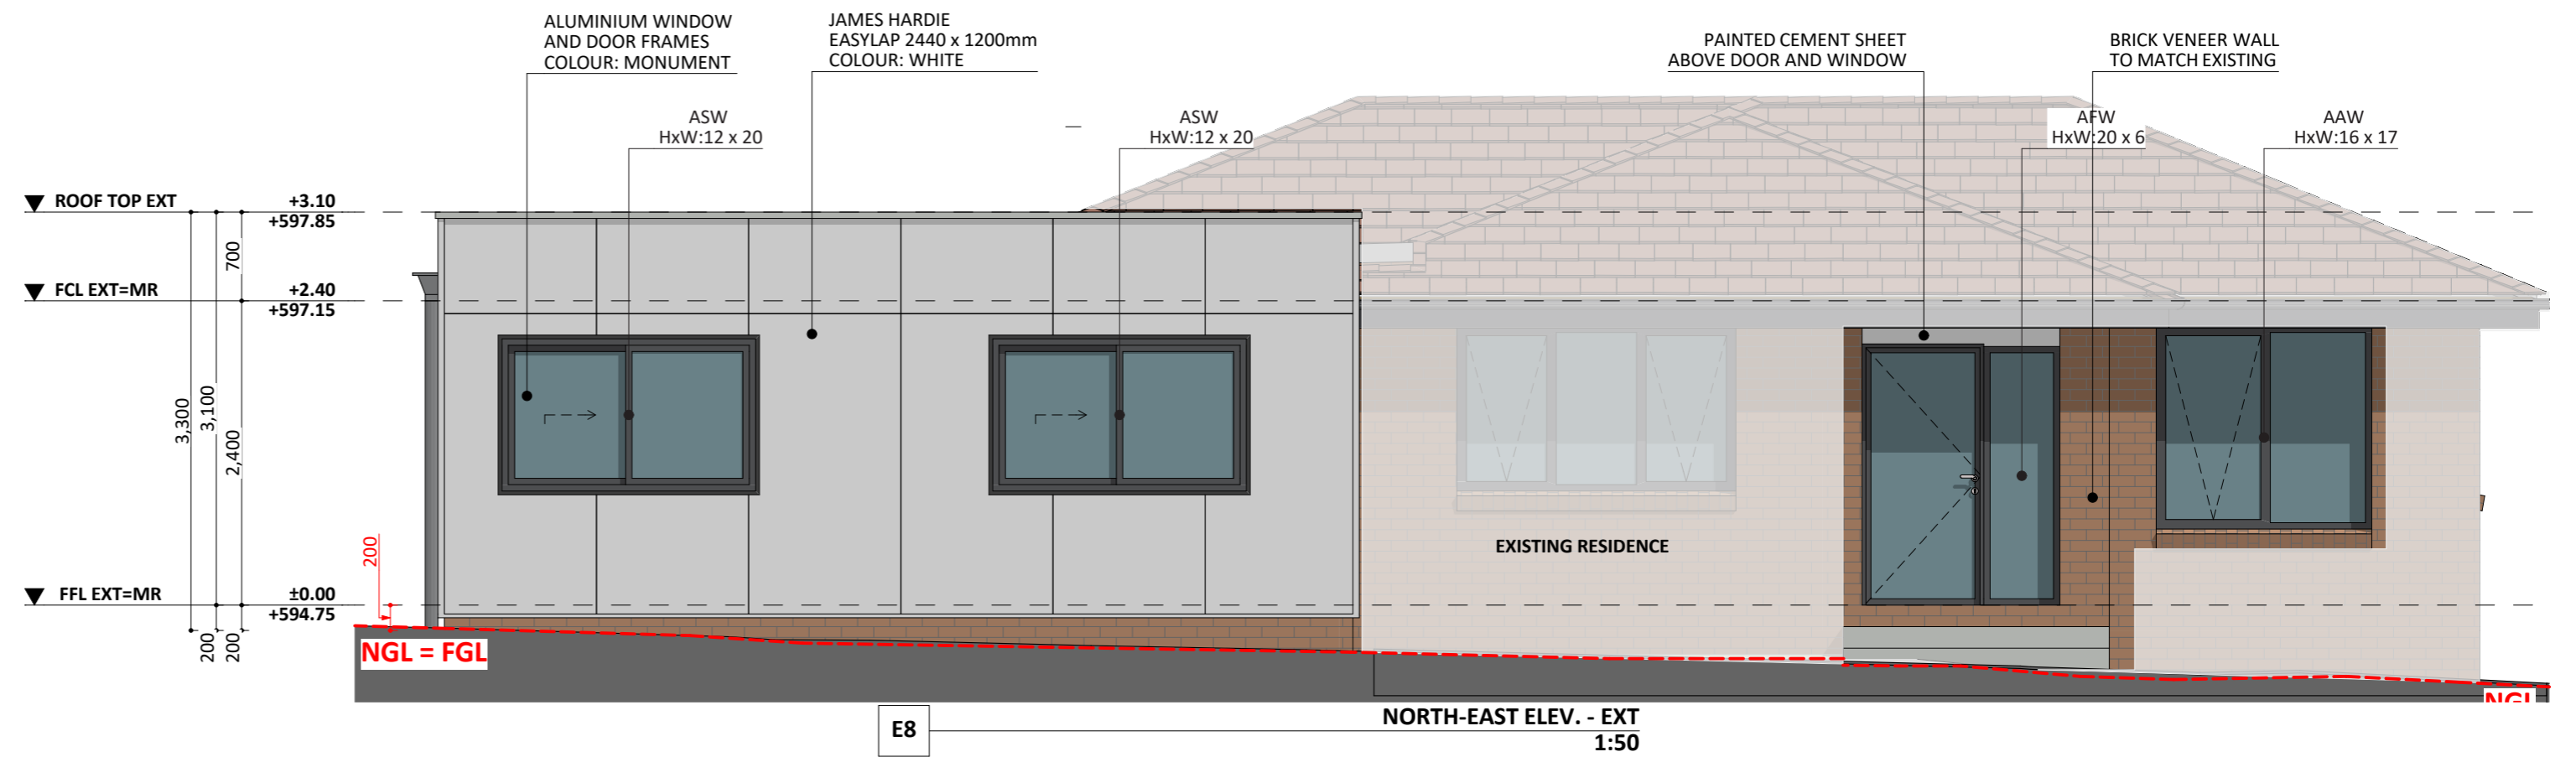 ALUMINIUM WINDOW
AND DOOR FRAMES
COLOUR: MONUMENT
JAMES HARDIE
EASYLAP 2440 x 1200mm
COLOUR: WHITE
PAINTED CEMENT SHEET
ABOVE DOOR AND WINDOW
BRICK VENEER WALL
TO MATCH EXISTING
ASW
HxW:12 x 20
ASW
HxW:12 x 20
AFW
HxW:20 x 6
AAW
HxW:16 x 17
ROOF TOP EXT
+3.10
+597.85
700
FCL EXT=MR
+2.40
+597.15
3,300
3,100
2,400
EXISTING RESIDENCE
200
FFL EXT=MR
±0.00
+594.75
200
200
NGL = FGL
NGL
E8
NORTH-EAST ELEV. - EXT
1:50